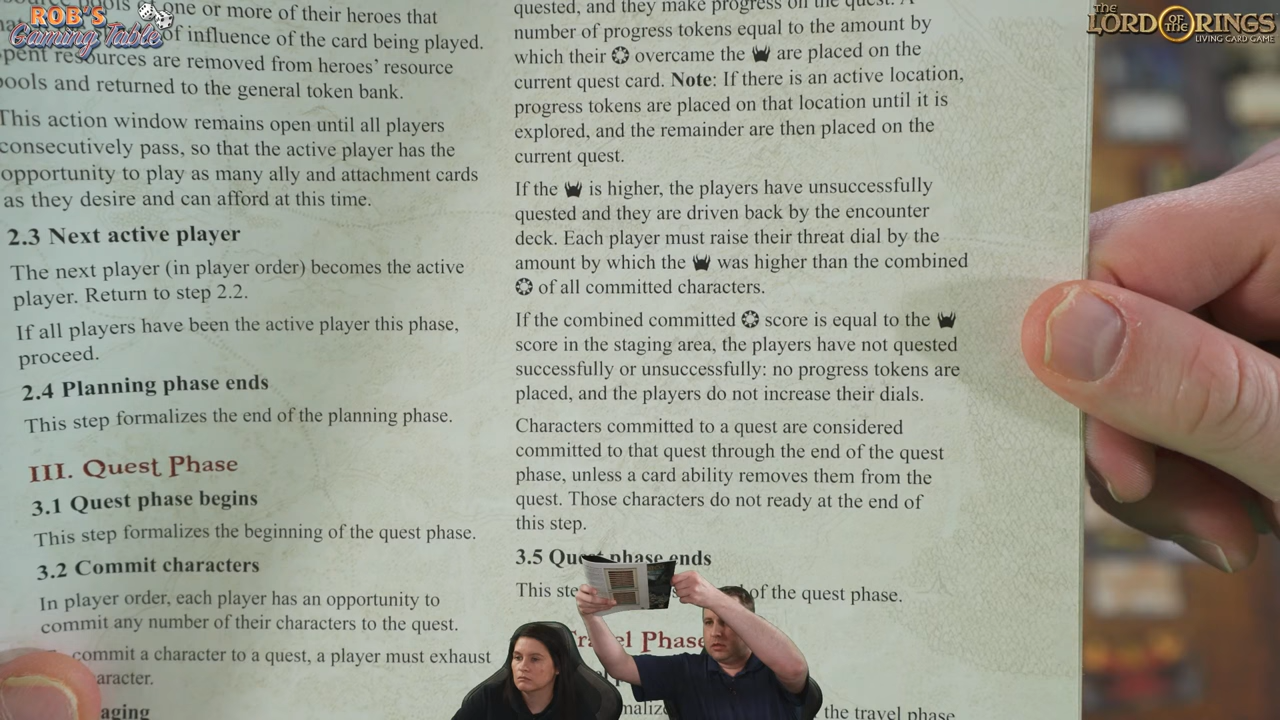 ROB'S
Gaming Table
THE
LORD OF THE RINGS
LIVING CARD GAME
one or more of their heroes that
of influence of the card being played.
spent resources are removed from heroes' resource
pools and returned to the general token bank.
This action window remains open until all players
consecutively pass, so that the active player has the
opportunity to play as many ally and attachment cards
as they desire and can afford at this time.
2.3 Next active player
The next player (in player order) becomes the active
player. Return to step 2.2.
If all players have been the active player this phase,
proceed.
2.4 Planning phase ends
This step formalizes the end of the planning phase.
III. Quest Phase
3.1 Quest phase begins
This step formalizes the beginning of the quest phase.
3.2 Commit characters
In player order, each player has an opportunity to
commit any number of their characters to the quest.
commit a character to a quest, a player must exhaust
aracter.
aging
quested, and they make progress on the quest. A
number of progress tokens equal to the amount by
which their overcame the are placed on the
current quest card. Note: If there is an active location,
progress tokens are placed on that location until it is
explored, and the remainder are then placed on the
current quest.
If the is higher, the players have unsuccessfully
quested and they are driven back by the encounter
deck. Each player must raise their threat dial by the
amount by which the was higher than the combined
of all committed characters.
If the combined committed score is equal to the
score in the staging area, the players have not quested
successfully or unsuccessfully: no progress tokens are
placed, and the players do not increase their dials.
Characters committed to a quest are considered
committed to that quest through the end of the quest
phase, unless a card ability removes them from the
quest. Those characters do not ready at the end of
this step.
3.5 Quest phase ends
This ste of the quest phase.
Travel Phase
the travel phase